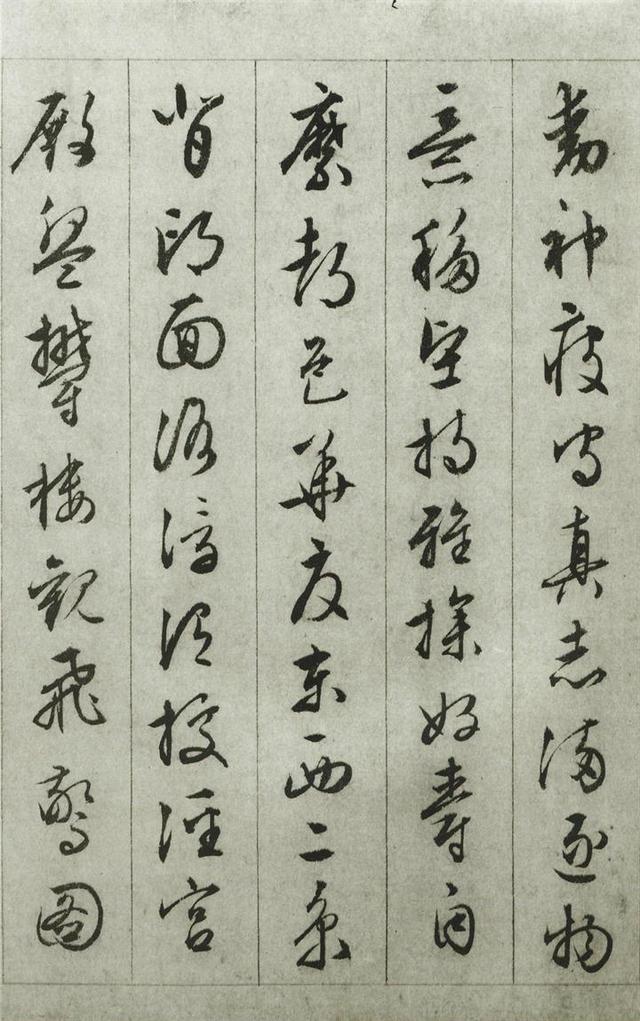 動神疲守真志滿逐物
意移堅持雅操好爵自
縻都邑華夏東西二京
背邙面洛浮渭據涇宮
殿盤欝樓觀飛驚圖